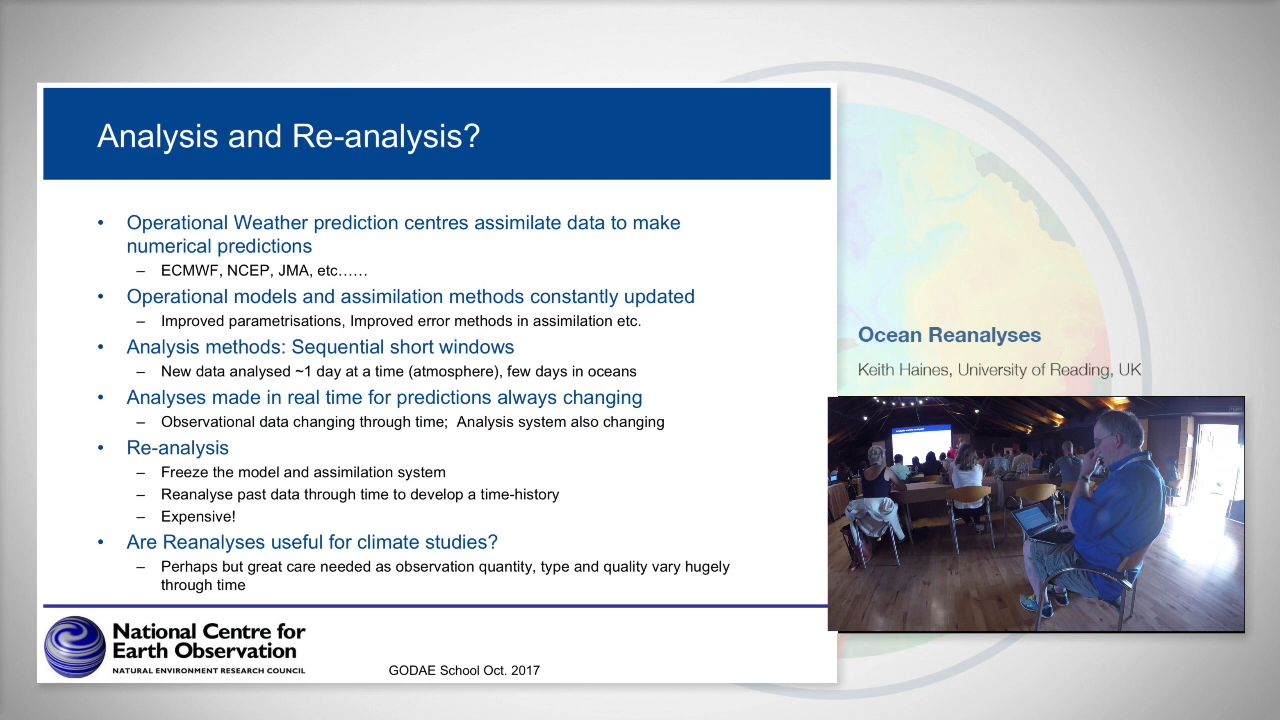 Analysis and Re-analysis?
• Operational Weather prediction centres assimilate data to make
numerical predictions
– ECMWF, NCEP, JMA, etc……
• Operational models and assimilation methods constantly updated
– Improved parametrisations, Improved error methods in assimilation etc.
• Analysis methods: Sequential short windows
– New data analysed ~1 day at a time (atmosphere), few days in oceans
• Analyses made in real time for predictions always changing
– Observational data changing through time;  Analysis system also changing
• Re-analysis
– Freeze the model and assimilation system
– Reanalyse past data through time to develop a time-history
– Expensive!
• Are Reanalyses useful for climate studies?
– Perhaps but great care needed as observation quantity, type and quality vary hugely
through time
National Centre for
Earth Observation
NATURAL ENVIRONMENT RESEARCH COUNCIL
GODAE School Oct. 2017
Ocean Reanalyses
Keith Haines, University of Reading, UK